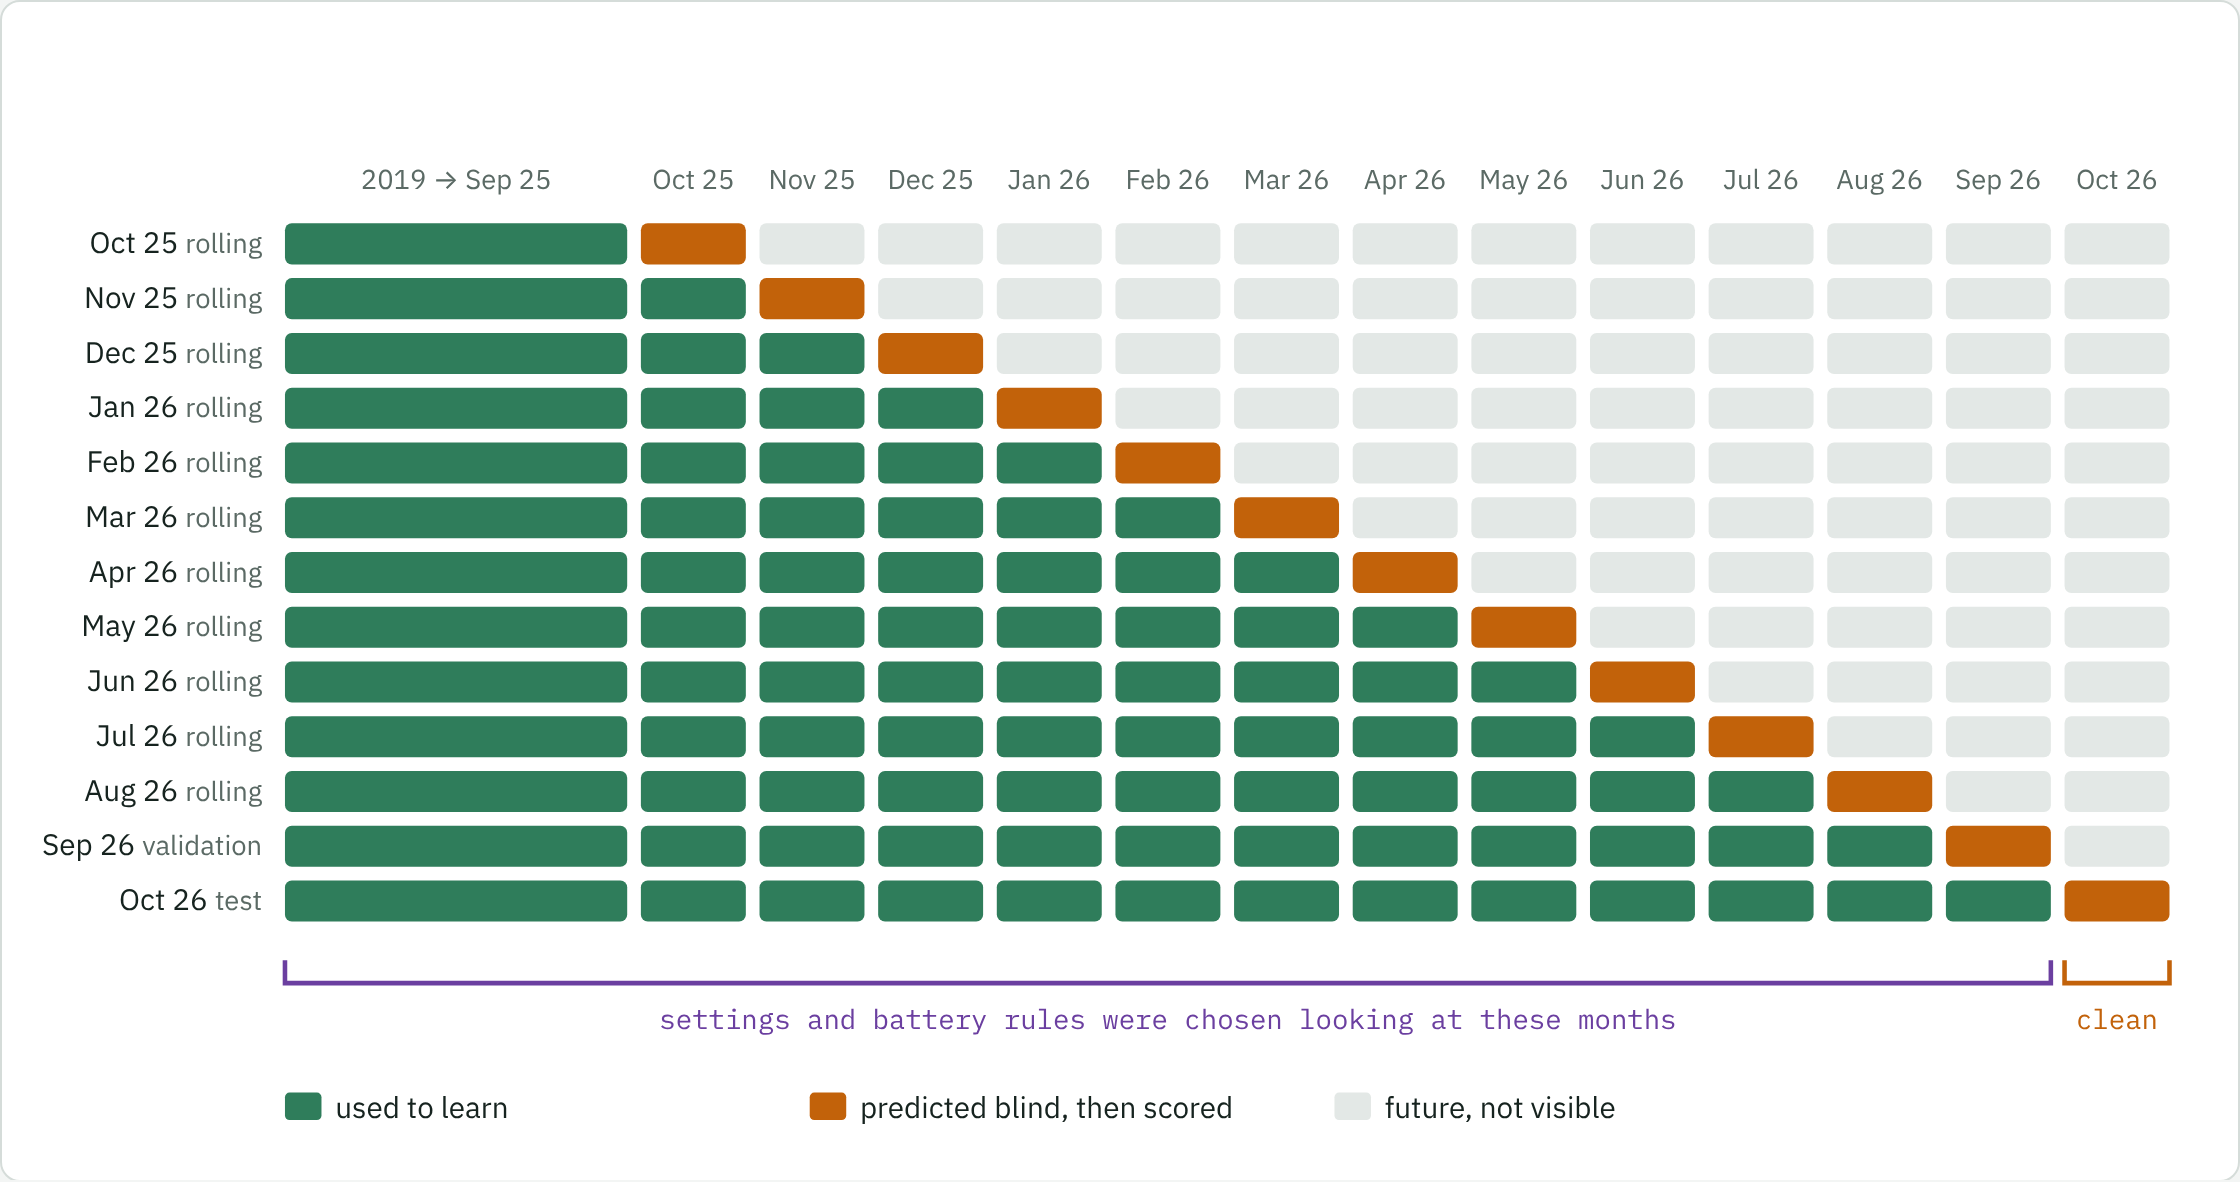 2019 → Sep 25 Oct 25 Nov 25 Dec 25 Jan 26 Feb 26 Mar 26 Apr 26 May 26 Jun 26 Jul 26 Aug 26 Sep 26 Oct 26
Oct 25 rolling
Nov 25 rolling
Dec 25 rolling
Jan 26 rolling
Feb 26 rolling
Mar 26 rolling
Apr 26 rolling
May 26 rolling
Jun 26 rolling
Jul 26 rolling
Aug 26 rolling
Sep 26 validation
Oct 26 test
settings and battery rules were chosen looking at these months clean
used to learn predicted blind, then scored future, not visible